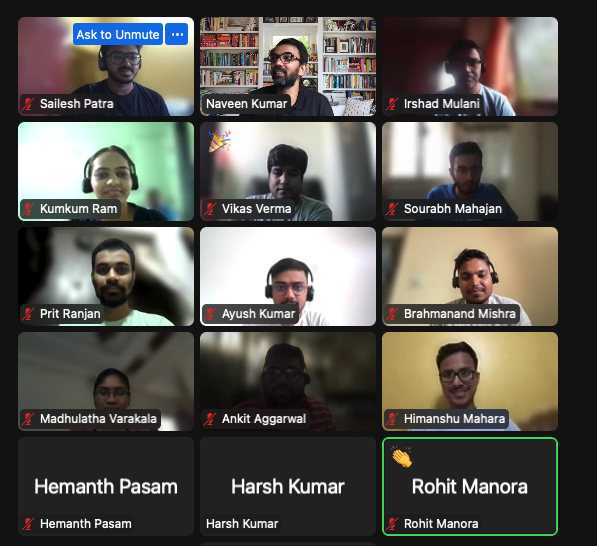 Ask to Unmute
Sailesh Patra
Naveen Kumar
Irshad Mulani
Kumkum Ram
Vikas Verma
Sourabh Mahajan
Prit Ranjan
Ayush Kumar
Brahmanand Mishra
Madhulatha Varakala
Ankit Aggarwal
Himanshu Mahara
Hemanth Pasam
Hemanth Pasam
Harsh Kumar
Harsh Kumar
Rohit Manora
Rohit Manora